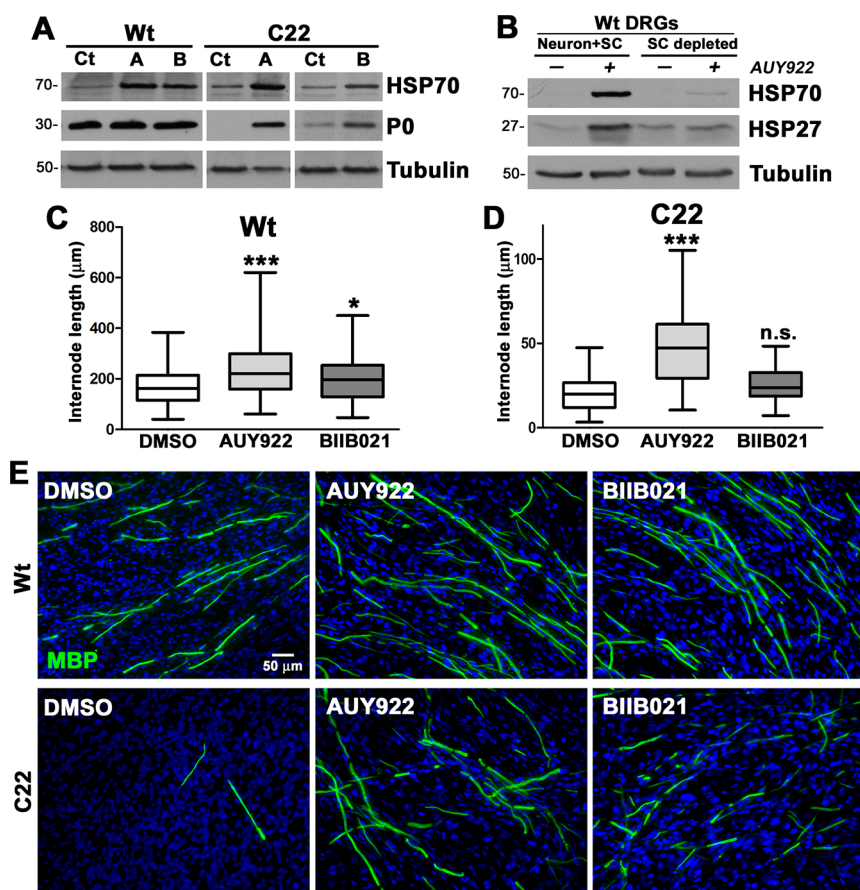 A
Wt
C22
Ct A B Ct A Ct B
70- HSP70
30- P0
50- Tubulin
B
Wt DRGs
Neuron+SC SC depleted
− + − + AUY922
70- HSP70
27- HSP27
50- Tubulin
C
Wt
Internode length (μm)
800
600
400
200
0
***
*
DMSO AUY922 BIIB021
D
C22
Internode length (μm)
100
50
0
***
n.s.
DMSO AUY922 BIIB021
E
Wt
DMSO AUY922 BIIB021
MBP
50 μm
C22
DMSO AUY922 BIIB021